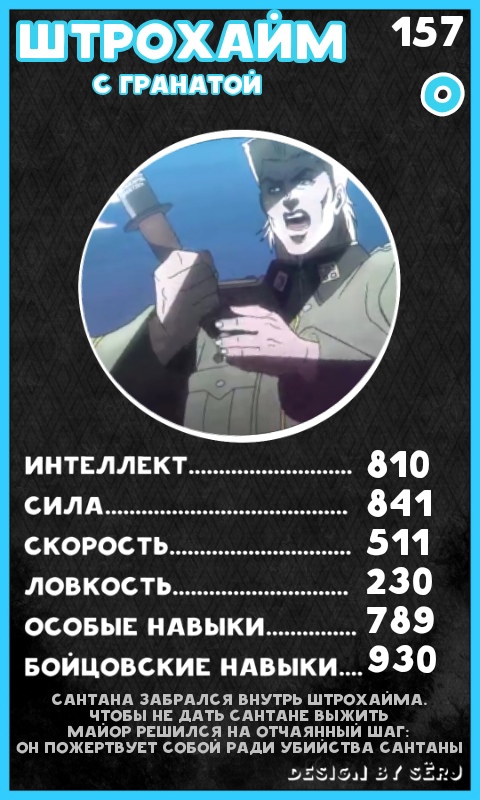 ШТРОХАЙМ
157
С ГРАНАТОЙ
О
ИНТЕЛЛЕКТ.................................. 810
СИЛА.................................................. 841
СКОРОСТЬ..................................... 511
ЛОВКОСТЬ.................................... 230
ОСОБЫЕ НАВЫКИ.................. 789
БОЙЦОВСКИЕ НАВЫКИ.... 930
САНТАНА ЗАБРАЛСЯ ВНУТРЬ ШТРОХАЙМА.
ЧТОБЫ НЕ ДАТЬ САНТАНЕ ВЫЖИТЬ
МАЙОР РЕШИЛСЯ НА ОТЧАЯННЫЙ ШАГ:
ОН ПОЖЕРТВУЕТ СОБОЙ РАДИ УБИЙСТВА САНТАНЫ
DESIGN BY SЁRJ